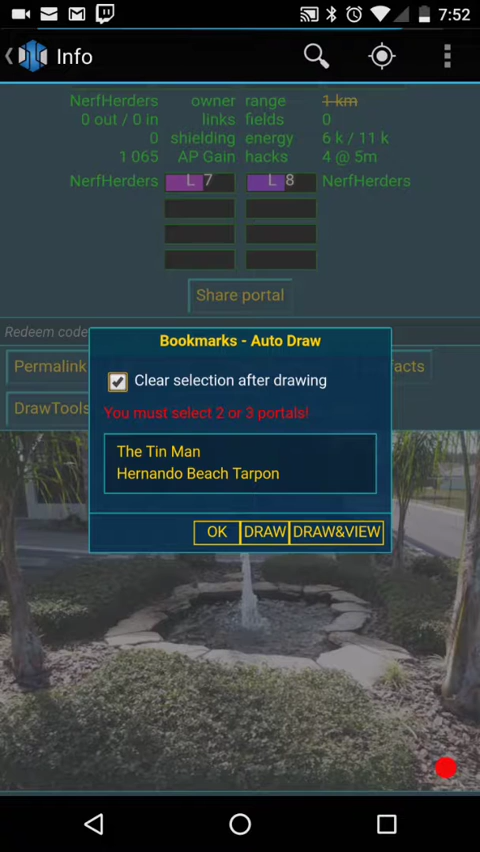 7:52
Info
NerfHerders owner range 1 km
0 out / 0 in links fields 0
0 shielding energy 6 k / 11 k
1 065 AP Gain hacks 4 @ 5m
NerfHerders L 7 L 8 NerfHerders
Share portal
Redeem code
Permalink
Bookmarks - Auto Draw
Clear selection after drawing
DrawTools
You must select 2 or 3 portals!
The Tin Man
Hernando Beach Tarpon
OK DRAW DRAW&VIEW